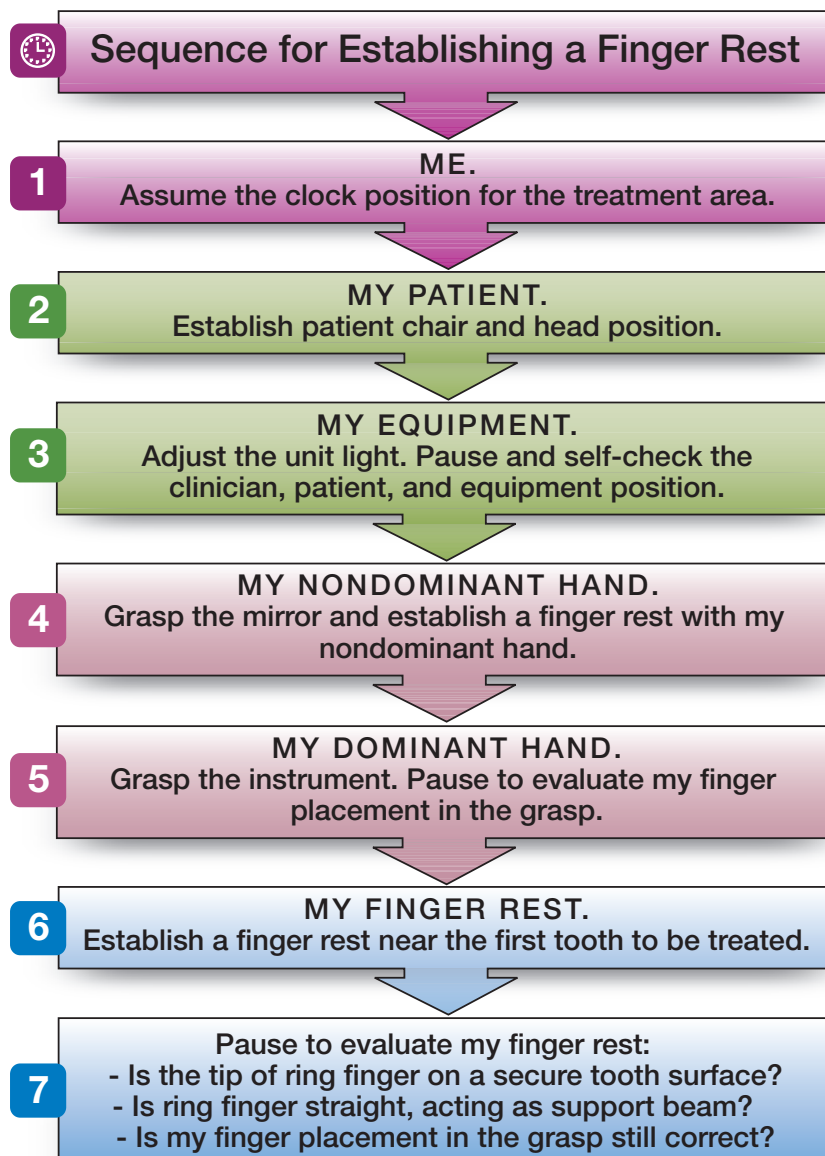 Sequence for Establishing a Finger Rest
1
ME.
Assume the clock position for the treatment area.
2
MY PATIENT.
Establish patient chair and head position.
3
MY EQUIPMENT.
Adjust the unit light. Pause and self-check the
clinician, patient, and equipment position.
4
MY NONDOMINANT HAND.
Grasp the mirror and establish a finger rest with my
nondominant hand.
5
MY DOMINANT HAND.
Grasp the instrument. Pause to evaluate my finger
placement in the grasp.
6
MY FINGER REST.
Establish a finger rest near the first tooth to be treated.
7
Pause to evaluate my finger rest:
- Is the tip of ring finger on a secure tooth surface?
- Is ring finger straight, acting as support beam?
- Is my finger placement in the grasp still correct?